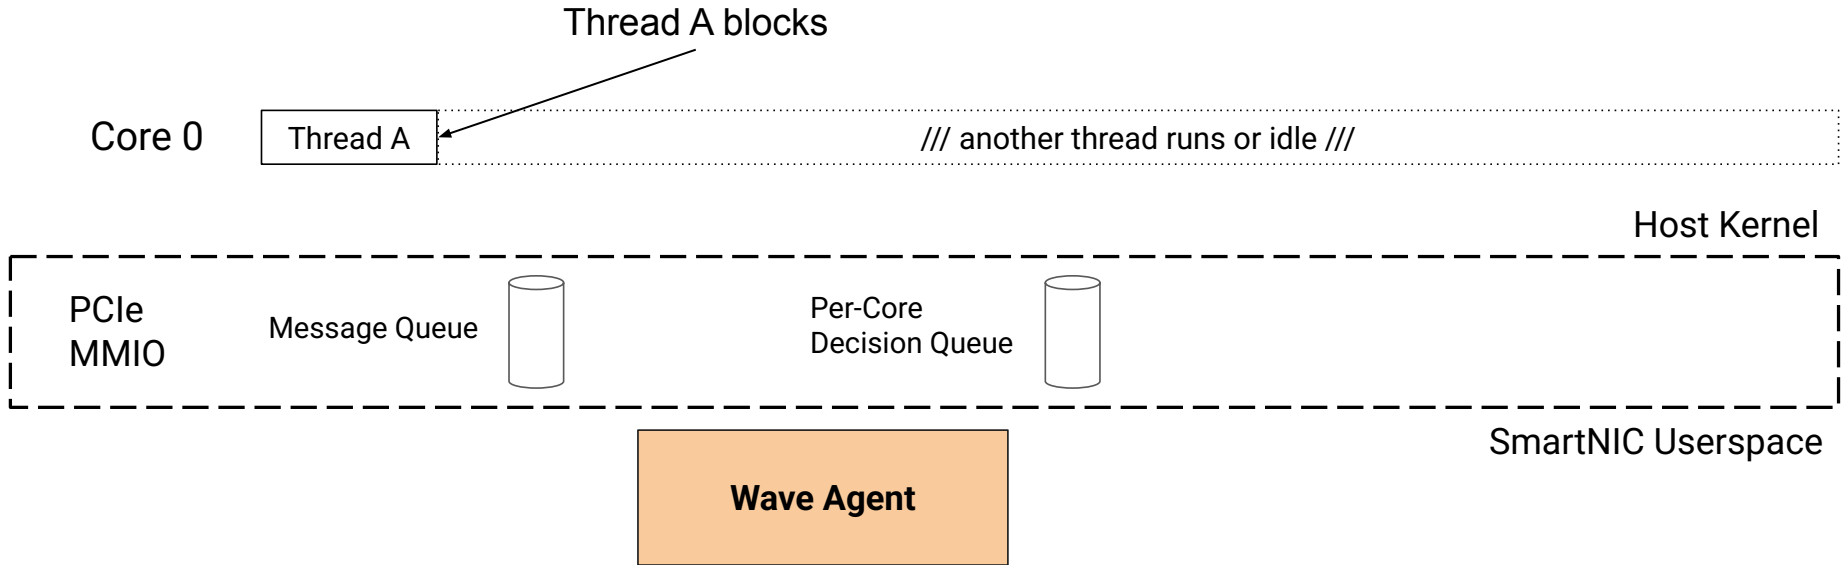 Thread A blocks
Core 0
Thread A
/// another thread runs or idle ///
Host Kernel
PCIe
MMIO
Message Queue
Per-Core
Decision Queue
SmartNIC Userspace
Wave Agent